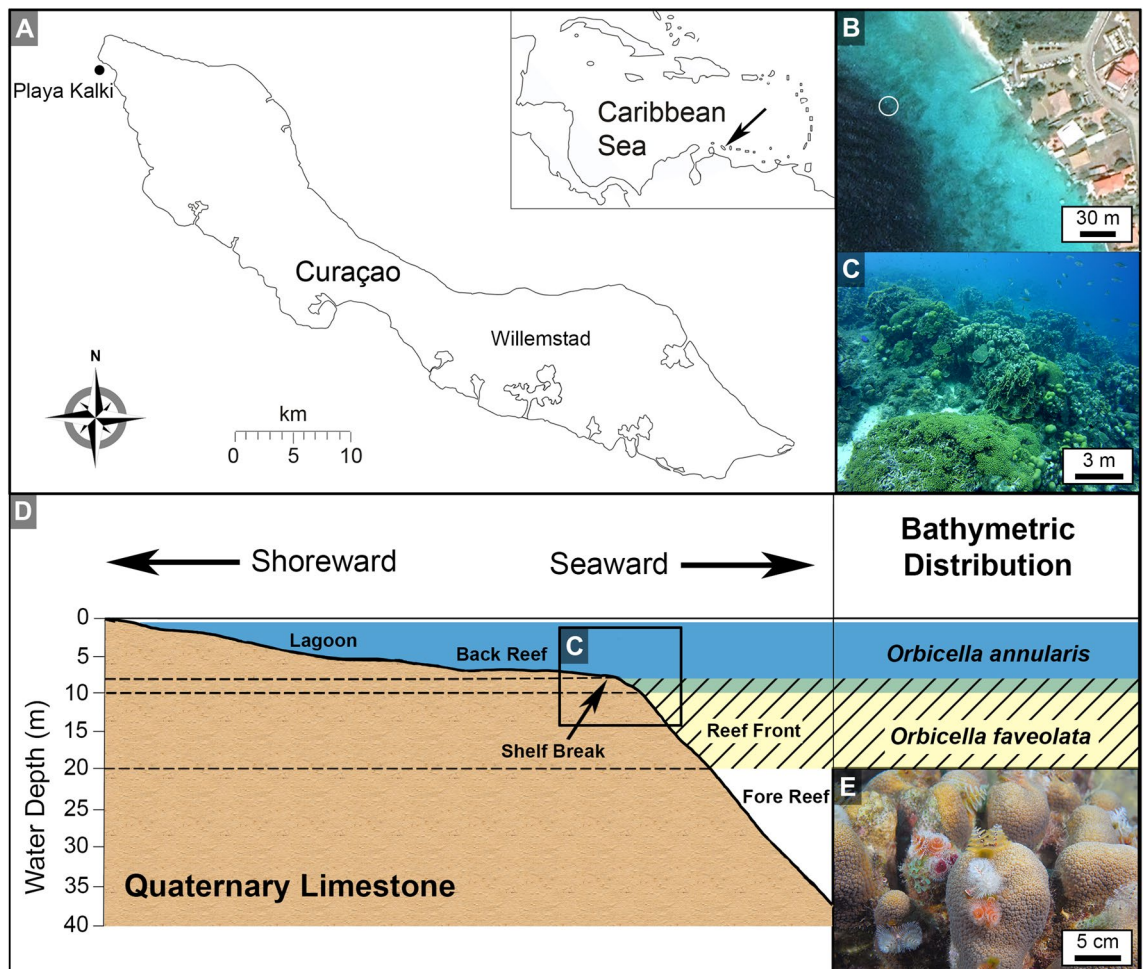 A
Playa Kalki
Curaçao
Willemstad
N
km
0 5 10
Caribbean
Sea
B
30 m
C
3 m
D
Shoreward
Seaward
Bathymetric
Distribution
Water Depth (m)
0
5
10
15
20
25
30
35
40
Lagoon
Back Reef
C
Shelf Break
Reef Front
Fore Reef
Quaternary Limestone
Orbicella annularis
Orbicella faveolata
E
5 cm